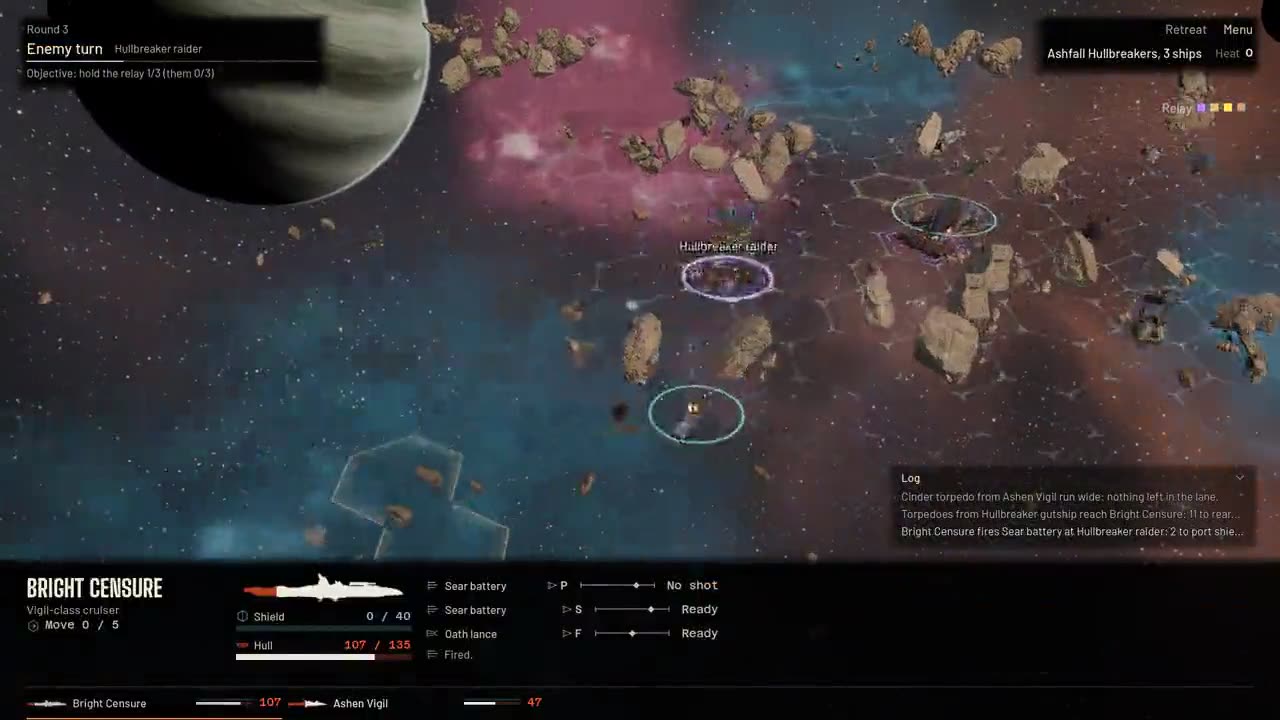 Round 3
Enemy turn Hullbreaker raider
Objective: hold the relay 1/3 (them 0/3)
Retreat Menu
Ashfall Hullbreakers, 3 ships Heat 0
Relay
Hullbreaker raider
Log
Cinder torpedo from Ashen Vigil run wide: nothing left in the lane.
Torpedoes from Hullbreaker gutship reach Bright Censure: 11 to rear...
Bright Censure fires Sear battery at Hullbreaker raider: 2 to port shie...
BRIGHT CENSURE
Vigil-class cruiser
Move 0 / 5
Shield 0 / 40
Hull 107 / 135
Sear battery P No shot
Sear battery S Ready
Oath lance F Ready
Fired.
Bright Censure 107 Ashen Vigil 47